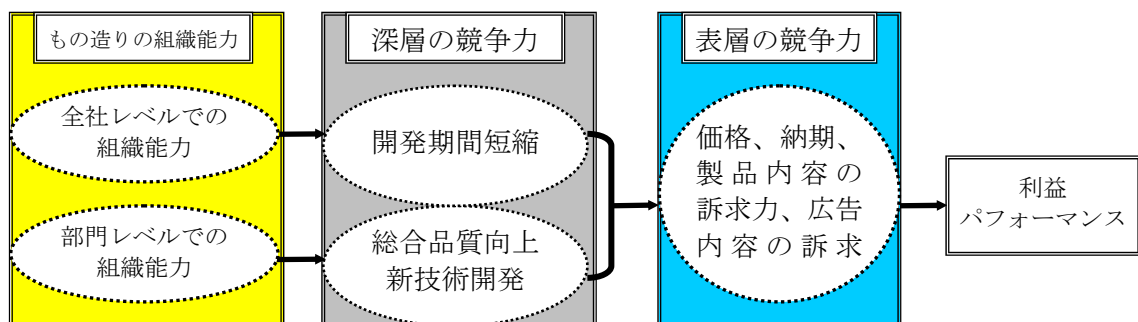 もの造りの組織能力
全社レベルでの
組織能力
部門レベルでの
組織能力
深層の競争力
開発期間短縮
総合品質向上
新技術開発
表層の競争力
価格、納期、
製品内容の
訴求力、広告
内容の訴求
利益
パフォーマンス